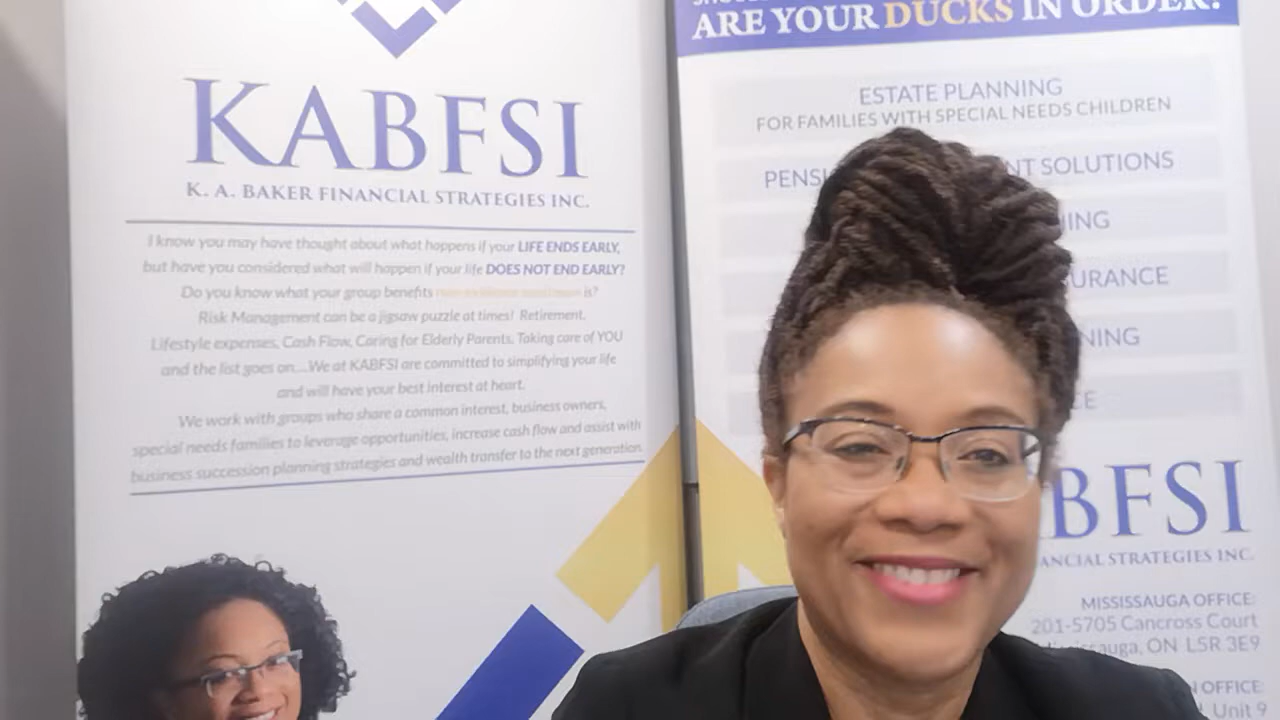 KABFSI
K. A. BAKER FINANCIAL STRATEGIES INC.
I know you may have thought about what happens if your LIFE ENDS EARLY,
but have you considered what will happen if your life DOES NOT END EARLY?
Do you know what your group benefits is?
Risk Management can be a jigsaw puzzle at times! Retirement,
Lifestyle expenses, Cash Flow, Caring for Elderly Parents, Taking care of YOU
and the list goes on....We at KABFSI are committed to simplifying your life
and will have your best interest at heart.
We work with groups who share a common interest, business owners,
special needs families to leverage opportunities, increase cash flow and assist with
business succession planning strategies and wealth transfer to the next generation.
ARE YOUR DUCKS IN ORDER?
ESTATE PLANNING
FOR FAMILIES WITH SPECIAL NEEDS CHILDREN
PENSI NT SOLUTIONS
NING
SURANCE
NING
CE
BFSI
ANCIAL STRATEGIES INC.
MISSISSAUGA OFFICE:
201-5705 Cancross Court
auga, ON L5R 3E9
OFFICE:
Unit 9